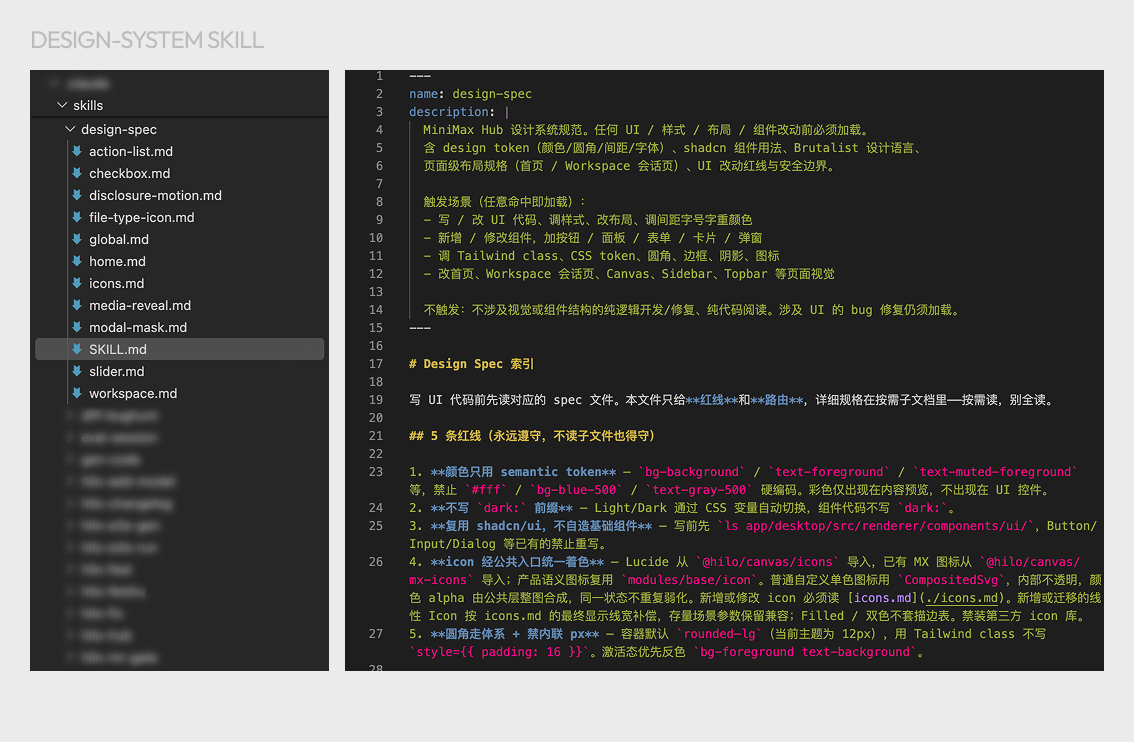 DESIGN-SYSTEM SKILL
skills
design-spec
action-list.md
checkbox.md
disclosure-motion.md
file-type-icon.md
global.md
home.md
icons.md
media-reveal.md
modal-mask.md
SKILL.md
slider.md
workspace.md
1 ---
2 name: design-spec
3 description: |
4 MiniMax Hub 设计系统规范。任何 UI / 样式 / 布局 / 组件改动前必须加载。
5 含 design token（颜色/圆角/间距/字体）、shadcn 组件用法、Brutalist 设计语言、
6 页面级布局规格（首页 / Workspace 会话页）、UI 改动红线与安全边界。
7
8 触发场景（任意命中即加载）：
9 - 写 / 改 UI 代码、调样式、改布局、调间距字号字重颜色
10 - 新增 / 修改组件，加按钮 / 面板 / 表单 / 卡片 / 弹窗
11 - 调 Tailwind class、CSS token、圆角、边框、阴影、图标
12 - 改首页、Workspace 会话页、Canvas、Sidebar、Topbar 等页面视觉
13
14 不触发：不涉及视觉或组件结构的纯逻辑开发/修复、纯代码阅读。涉及 UI 的 bug 修复仍须加载。
15 ---
16
17 # Design Spec 索引
18
19 写 UI 代码前先读对应的 spec 文件。本文件只给**红线**和**路由**，详细规格在按需子文档里——按需读，别全读。
20
21 ## 5 条红线（永远遵守，不读子文件也得守）
22
23 1. **颜色只用 semantic token** — `bg-background` / `text-foreground` / `text-muted-foreground`
等，禁止 `#fff` / `bg-blue-500` / `text-gray-500` 硬编码。彩色仅出现在内容预览，不出现在 UI 控件。
24 2. **不写 `dark:` 前缀** — Light/Dark 通过 CSS 变量自动切换，组件代码不写 `dark:`。
25 3. **复用 shadcn/ui，不自造基础组件** — 写前先 `ls app/desktop/src/renderer/components/ui/`，Button/
Input/Dialog 等已有的禁止重写。
26 4. **icon 经公共入口统一着色** — Lucide 从 `@hilo/canvas/icons` 导入，已有 MX 图标从 `@hilo/canvas/
mx-icons` 导入；产品语义图标复用 `modules/base/icon`。普通自定义单色图标用 `CompositedSvg`，内部不透明，颜
色 alpha 由公共层整图合成，同一状态不重复弱化。新增或修改 icon 必须读 [icons.md](./icons.md)。新增或迁移的线
性 Icon 按 icons.md 的最终显示线宽补偿，存量场景参数保留兼容；Filled / 双色不套描边表。禁装第三方 icon 库。
27 5. **圆角走体系 + 禁内联 px** — 容器默认 `rounded-lg`（当前主题为 12px），用 Tailwind class 不写
`style={{ padding: 16 }}`。激活态优先反色 `bg-foreground text-background`。
28